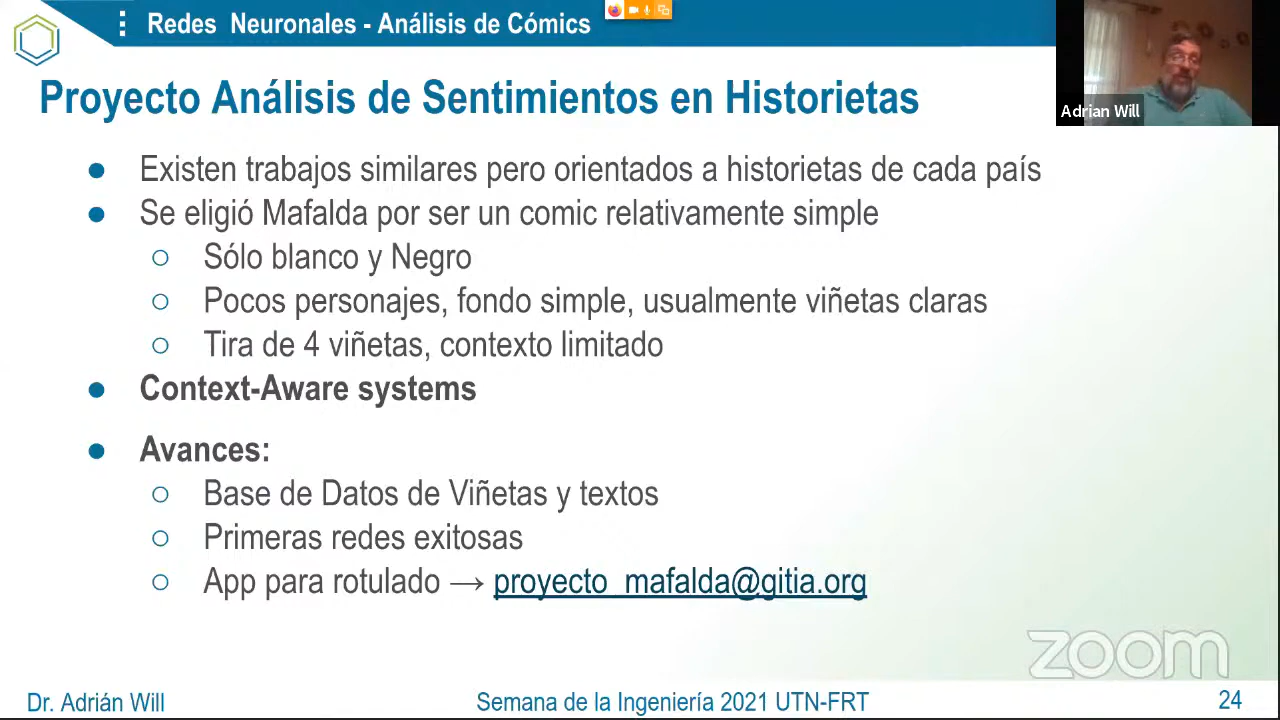 Redes Neuronales - Análisis de Cómics
Proyecto Análisis de Sentimientos en Historietas
Adrian Will
● Existen trabajos similares pero orientados a historietas de cada país
● Se eligió Mafalda por ser un comic relativamente simple
○ Sólo blanco y Negro
○ Pocos personajes, fondo simple, usualmente viñetas claras
○ Tira de 4 viñetas, contexto limitado
● Context-Aware systems
● Avances:
○ Base de Datos de Viñetas y textos
○ Primeras redes exitosas
○ App para rotulado → proyecto_mafalda@gitia.org
zoom
Dr. Adrián Will
Semana de la Ingeniería 2021 UTN-FRT
24